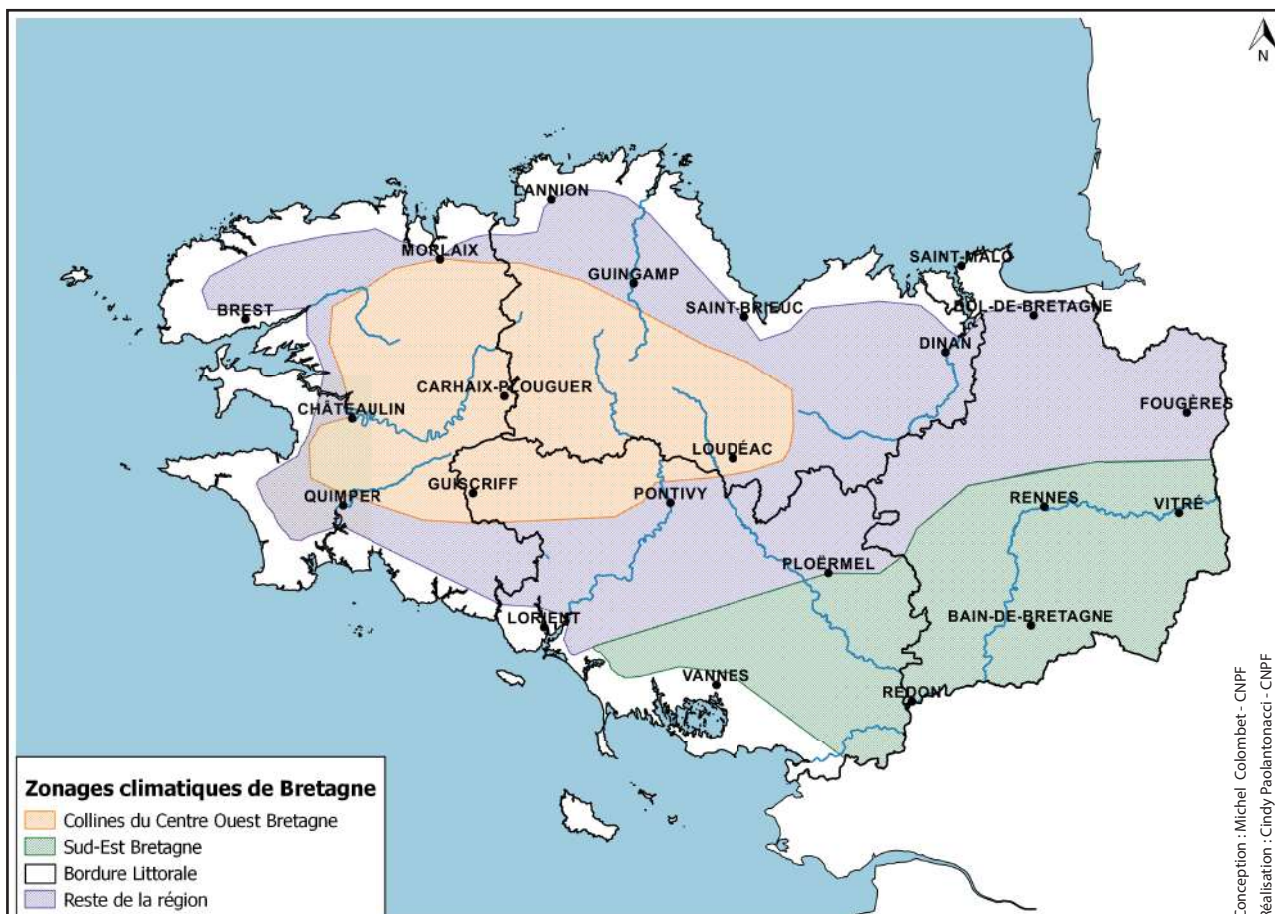 N
LANNION
MORLAIX
SAINT-MALO
GUINGAMP
BREST
SAINT-BRIEUC
DOL-DE-BRETAGNE
DINAN
CARHAIX-PLOUGUER
CHÂTEAULIN
FOUGÈRES
LOUDÉAC
GUISCRIFF
QUIMPER
PONTIVY
RENNES
VITRÉ
PLOËRMEL
LORIENT
BAIN-DE-BRETAGNE
VANNES
REDON
Zonages climatiques de Bretagne
Collines du Centre Ouest Bretagne
Sud-Est Bretagne
Bordure Littorale
Reste de la région
Conception : Michel Colombet - CNPF
Réalisation : Cindy Paolantonacci - CNPF